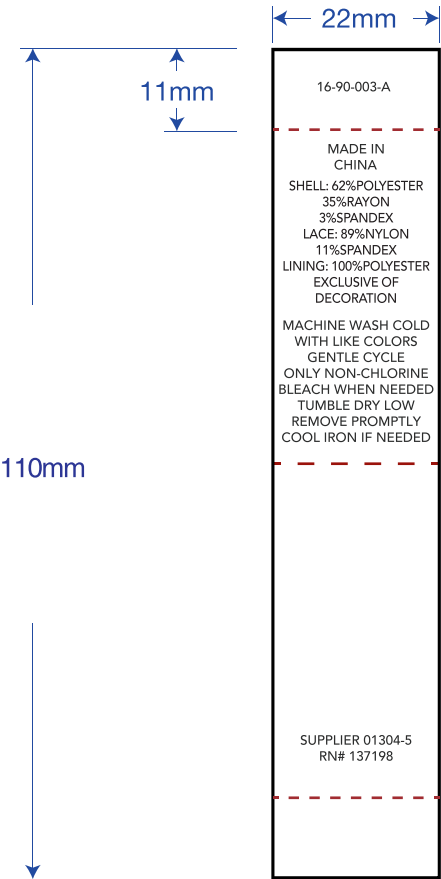 22mm
11mm
16-90-003-A
MADE IN
CHINA
SHELL: 62%POLYESTER
35%RAYON
3%SPANDEX
LACE: 89%NYLON
11%SPANDEX
LINING: 100%POLYESTER
EXCLUSIVE OF
DECORATION
MACHINE WASH COLD
WITH LIKE COLORS
GENTLE CYCLE
ONLY NON-CHLORINE
BLEACH WHEN NEEDED
TUMBLE DRY LOW
REMOVE PROMPTLY
COOL IRON IF NEEDED
110mm
SUPPLIER 01304-5
RN# 137198